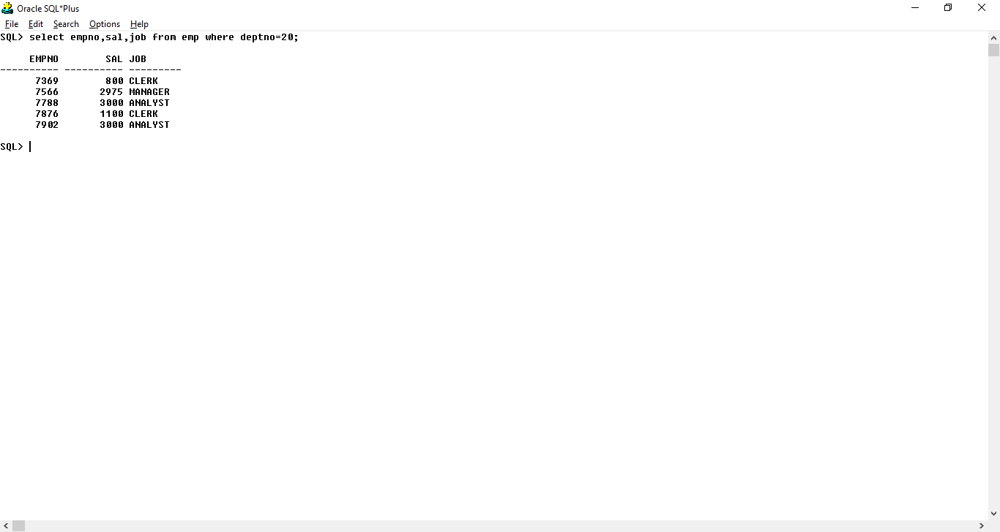 Oracle SQL*Plus
File Edit Search Options Help
SQL> select empno,sal,job from emp where deptno=20;
EMPNO        SAL JOB
---------- ---------- ---------
7369        800 CLERK
7566       2975 MANAGER
7788       3000 ANALYST
7876       1100 CLERK
7902       3000 ANALYST
SQL>